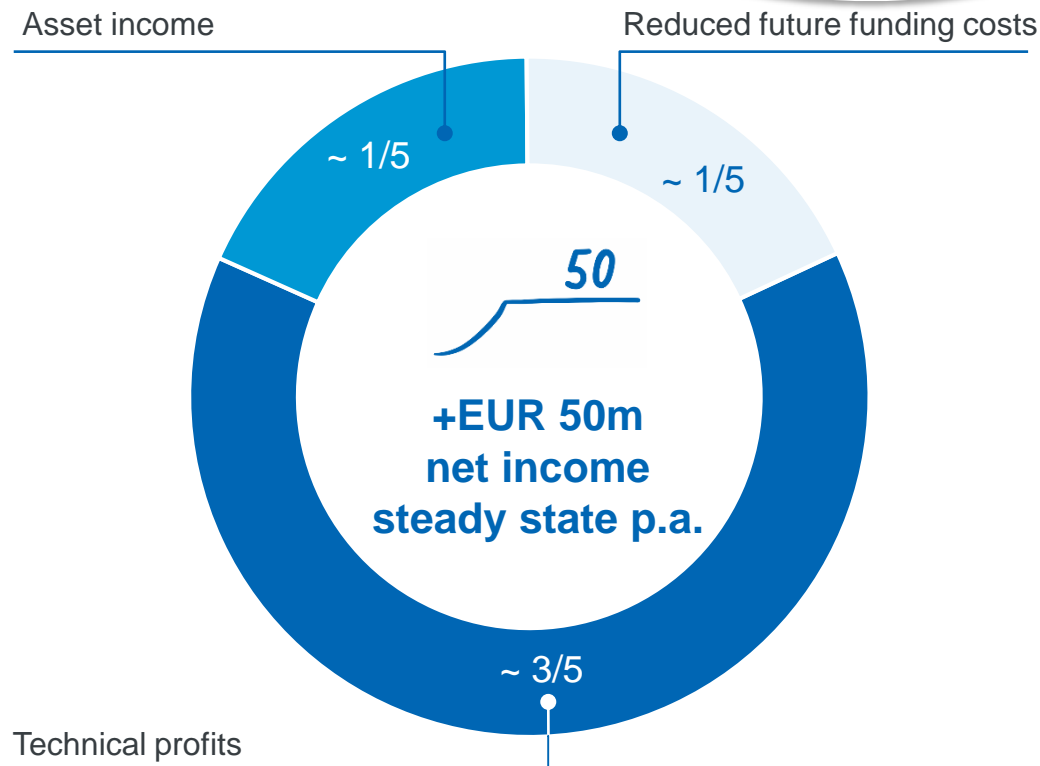 Asset income
Reduced future funding costs
~ 1/5
~ 1/5
50
+EUR 50m
net income
steady state p.a.
~ 3/5
Technical profits